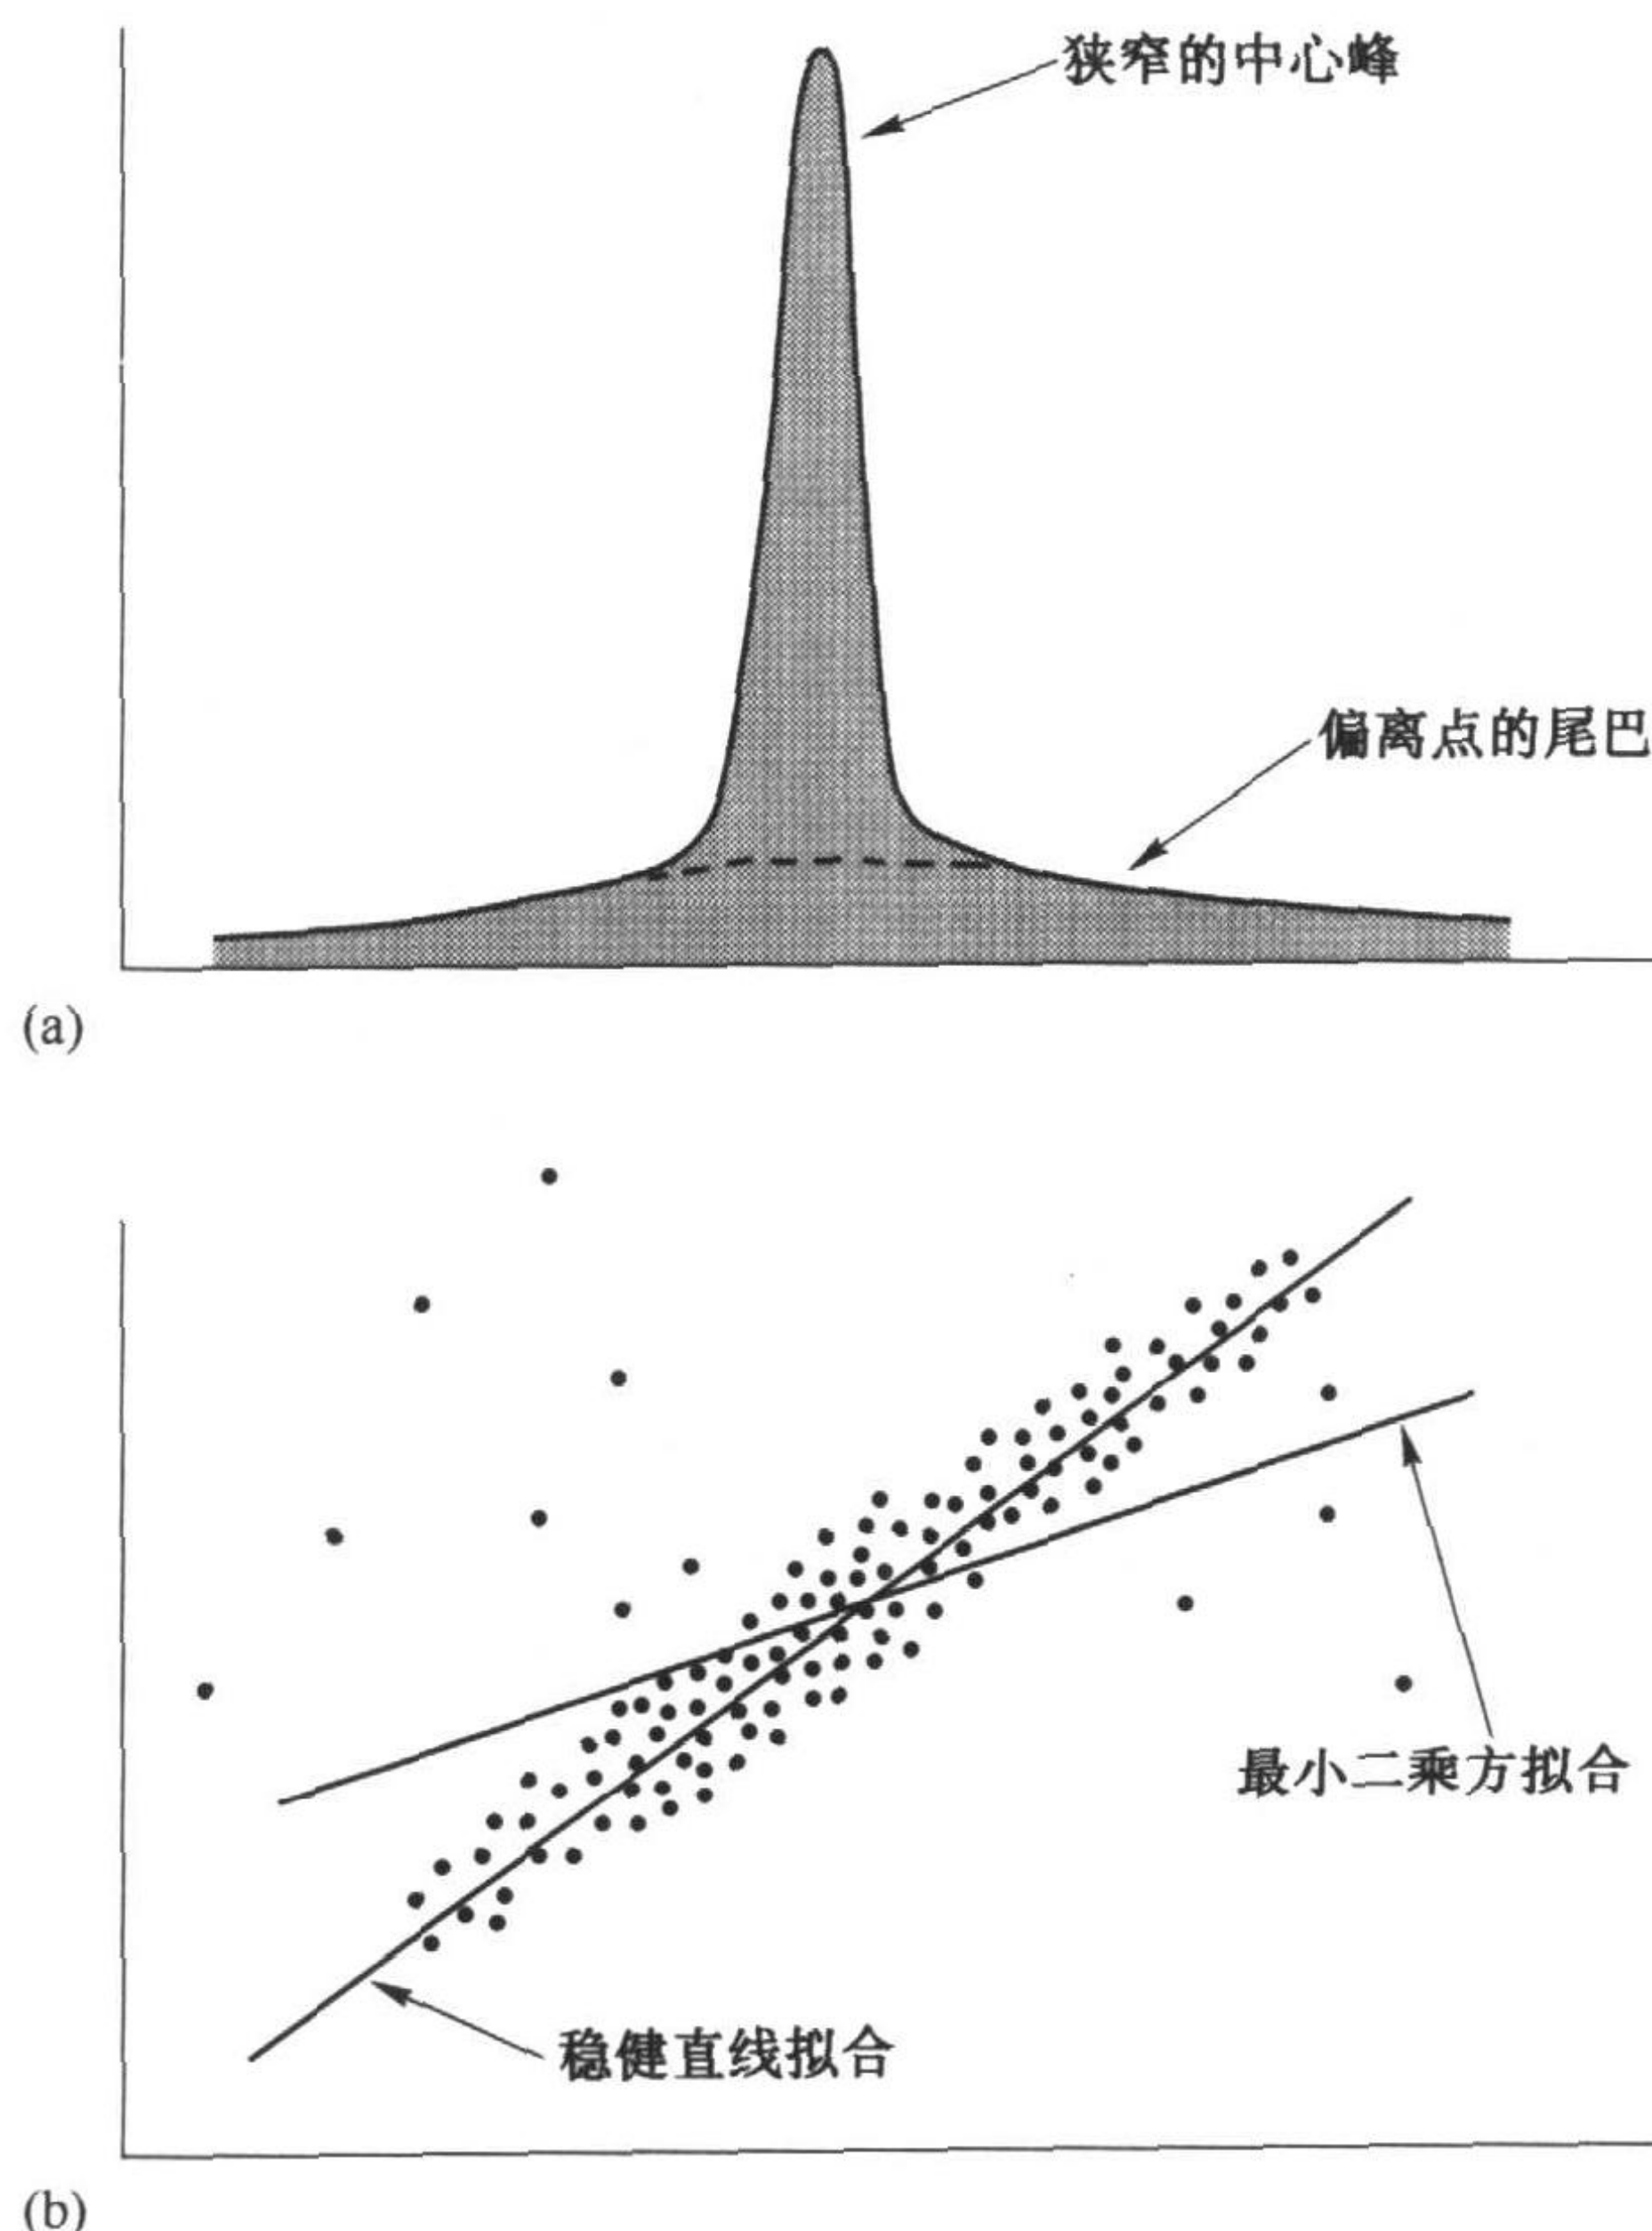 狭窄的中心峰
偏离点的尾巴
(a)
最小二乘方拟合
稳健直线拟合
(b)